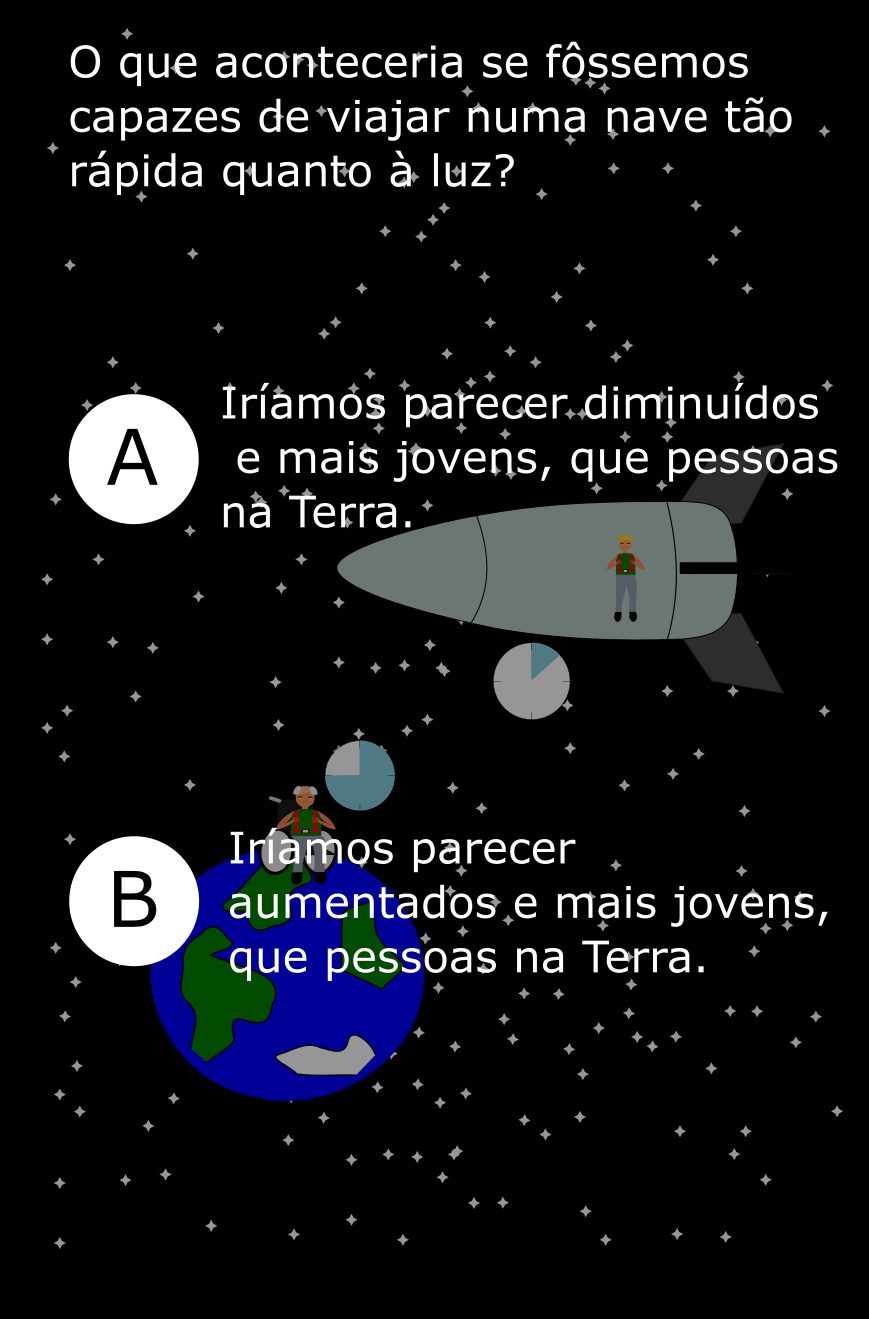 O que aconteceria se fôssemos
capazes de viajar numa nave tão
rápida quanto à luz?
A
Iríamos parecer diminuídos
e mais jovens, que pessoas
na Terra.
B
Iríamos parecer
aumentados e mais jovens,
que pessoas na Terra.